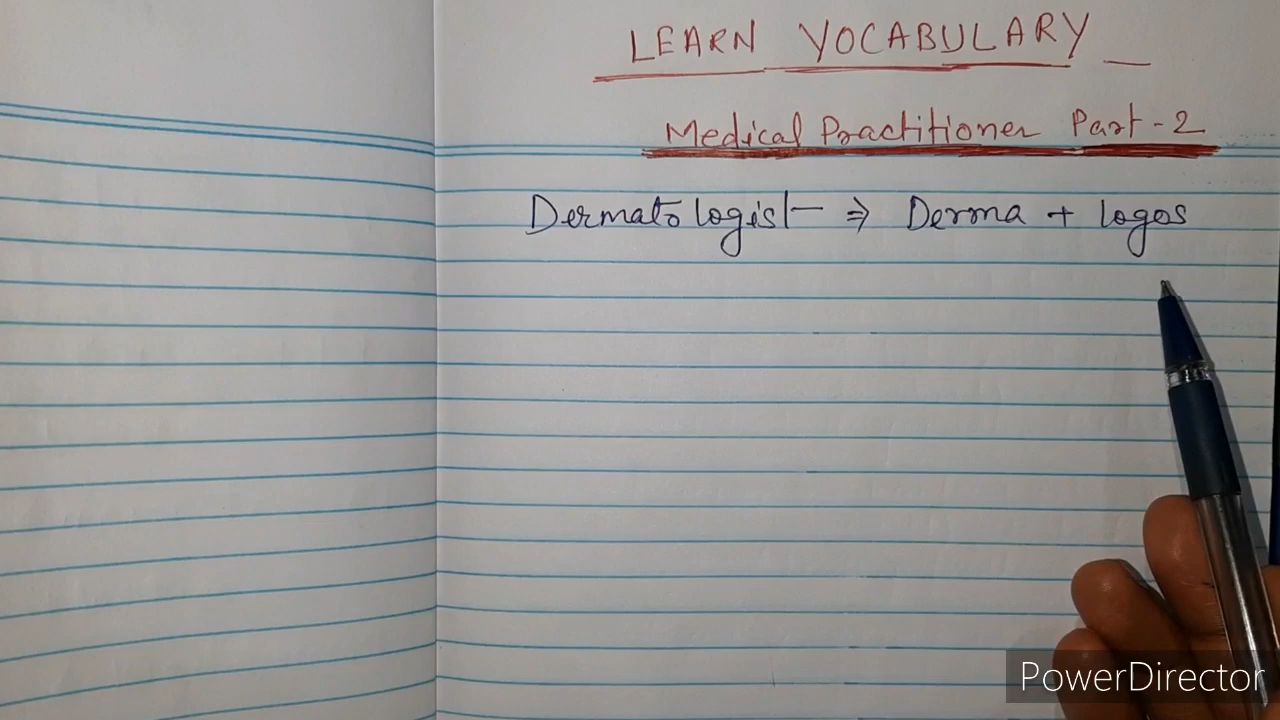 LEARN VOCABULARY
Medical Practitioner Part-2
Dermatologist ⇒ Derma + logos
PowerDirector